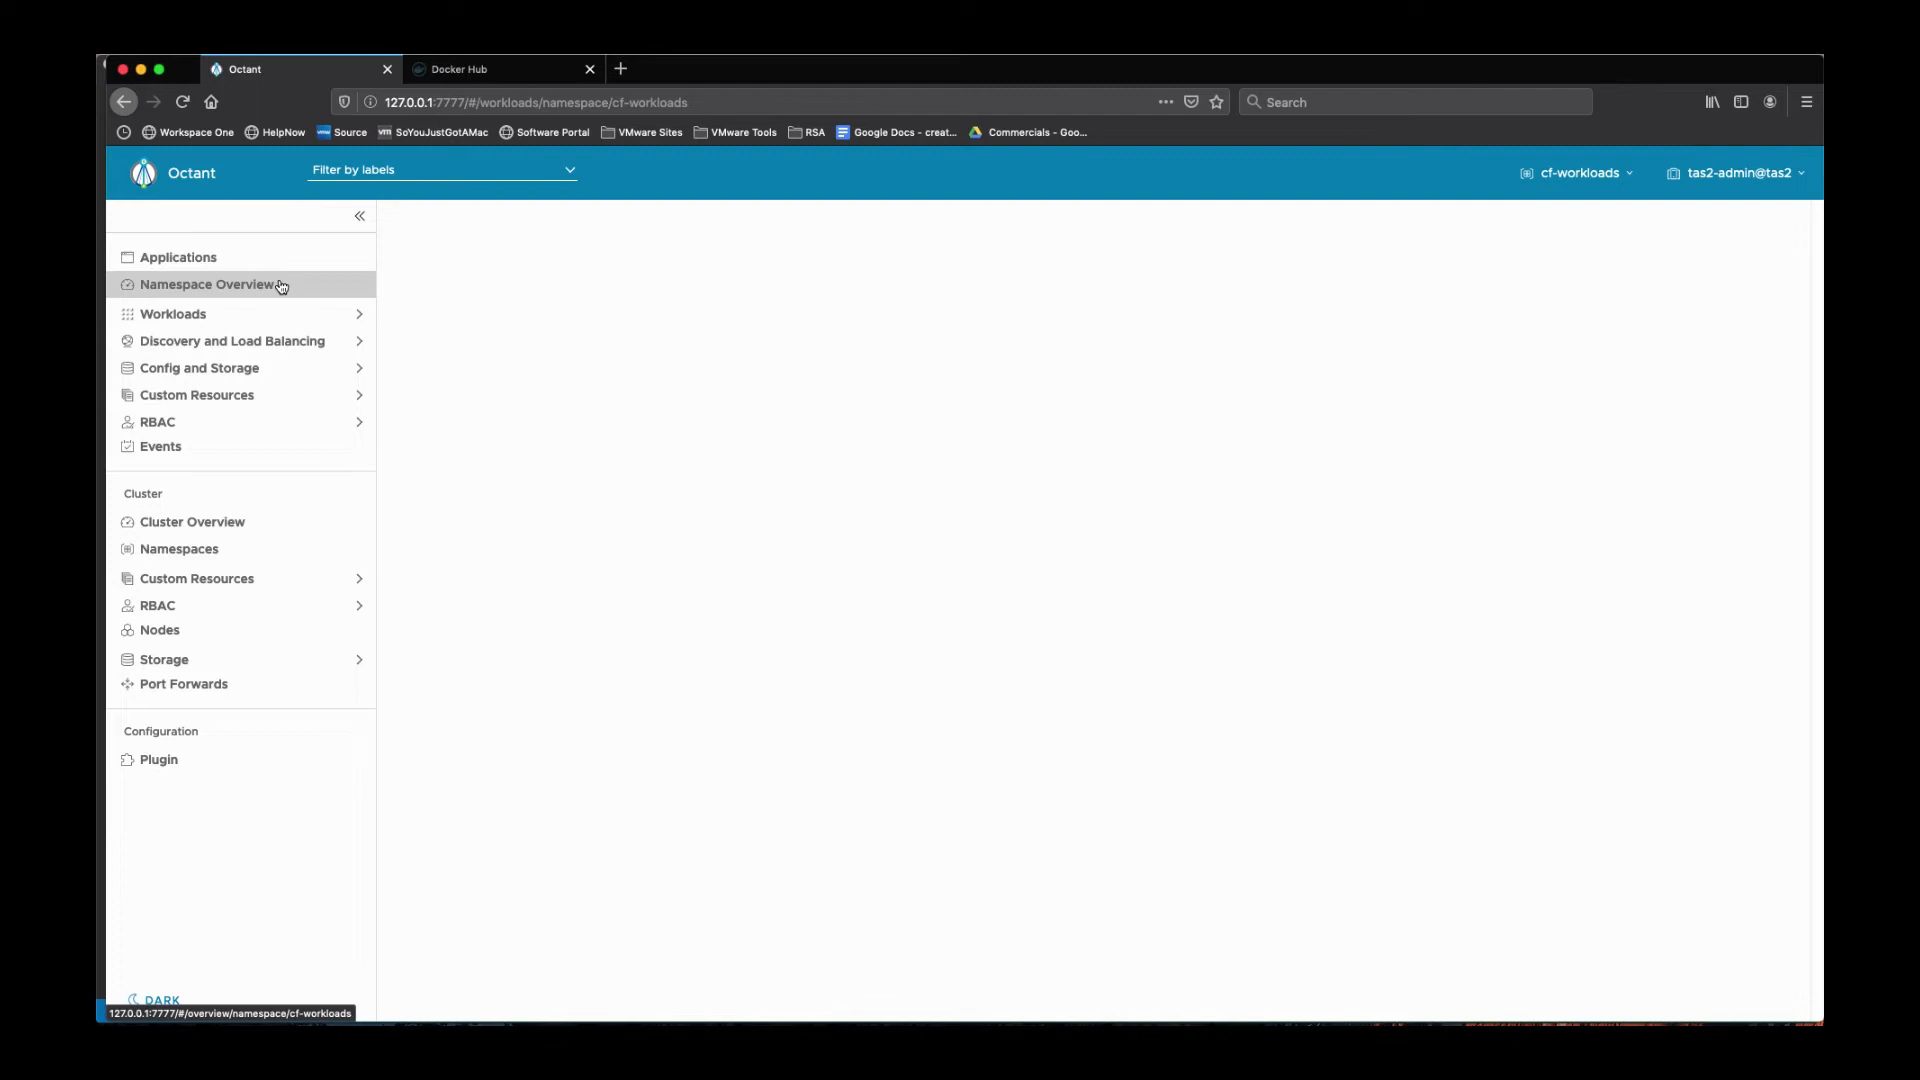 Octant
Docker Hub
127.0.0.1:7777/#/workloads/namespace/cf-workloads
Search
Workspace One
HelpNow
Source
SoYouJustGotAMac
Software Portal
VMware Sites
VMware Tools
RSA
Google Docs - creat...
Commercials - Goo...
Octant
Filter by labels
cf-workloads
tas2-admin@tas2
Applications
Namespace Overview
Workloads
Discovery and Load Balancing
Config and Storage
Custom Resources
RBAC
Events
Cluster
Cluster Overview
Namespaces
Custom Resources
RBAC
Nodes
Storage
Port Forwards
Configuration
Plugin
DARK
127.0.0.1:7777/#/overview/namespace/cf-workloads